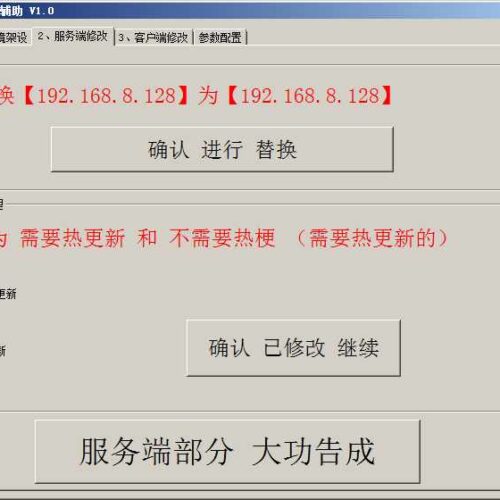 辅助 V1.0
境架设 2、服务端修改 3、客户端修改 参数配置
换【192.168.8.128】为【192.168.8.128】
确认 进行 替换
为 需要热更新 和 不需要热梗 （需要热更新的）
更新
确认 已修改 继续
新
服务端部分 大功告成